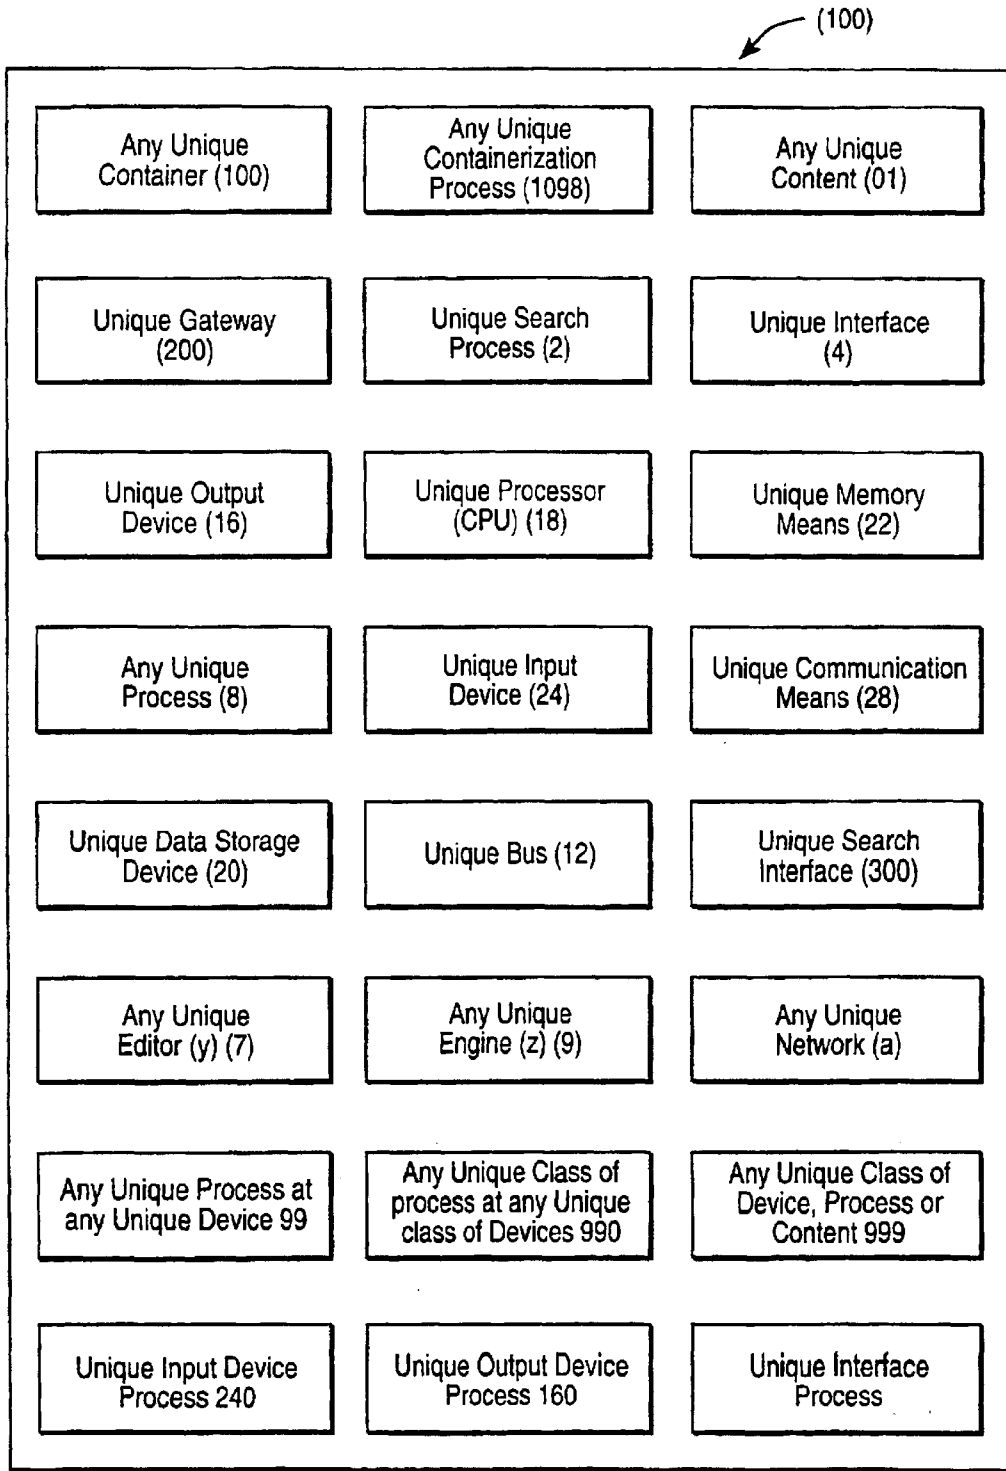 (100)
Any Unique
Container (100)
Any Unique
Containerization
Process (1098)
Any Unique
Content (01)
Unique Gateway
(200)
Unique Search
Process (2)
Unique Interface
(4)
Unique Output
Device (16)
Unique Processor
(CPU) (18)
Unique Memory
Means (22)
Any Unique
Process (8)
Unique Input
Device (24)
Unique Communication
Means (28)
Unique Data Storage
Device (20)
Unique Bus (12)
Unique Search
Interface (300)
Any Unique
Editor (y) (7)
Any Unique
Engine (z) (9)
Any Unique
Network (a)
Any Unique Process at
any Unique Device 99
Any Unique Class of
process at any Unique
class of Devices 990
Any Unique Class of
Device, Process or
Content 999
Unique Input Device
Process 240
Unique Output Device
Process 160
Unique Interface
Process